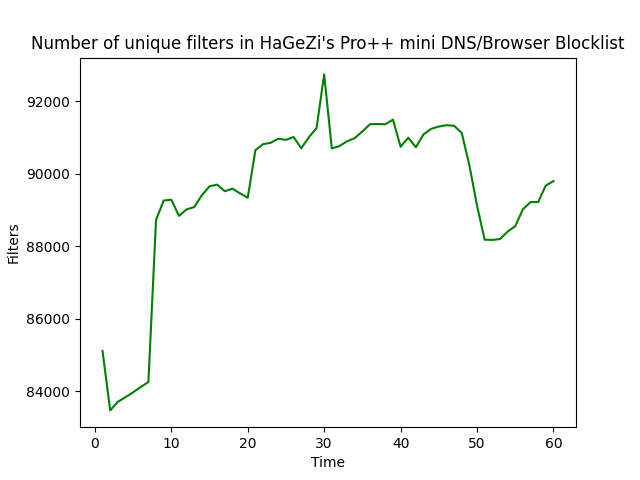 Number of unique filters in HaGeZi's Pro++ mini DNS/Browser Blocklist
92000
90000
88000
86000
84000
Filters
0 10 20 30 40 50 60
Time